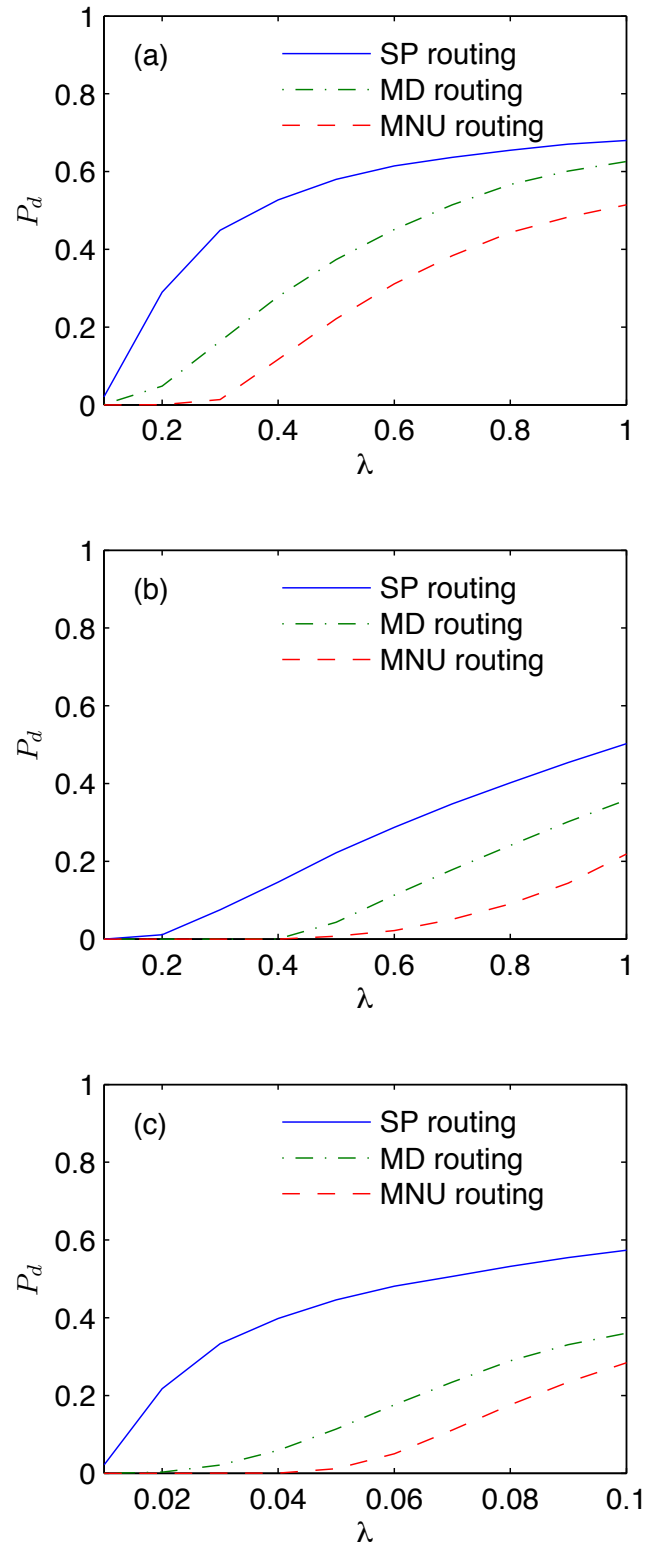 1
(a)
SP routing
0.8
MD routing
MNU routing
0.6
P_d
0.4
0.2
0
0.2 0.4 0.6 0.8 1
λ
1
(b)
SP routing
0.8
MD routing
MNU routing
0.6
P_d
0.4
0.2
0
0.2 0.4 0.6 0.8 1
λ
1
(c)
SP routing
0.8
MD routing
MNU routing
0.6
P_d
0.4
0.2
0
0.02 0.04 0.06 0.08 0.1
λ